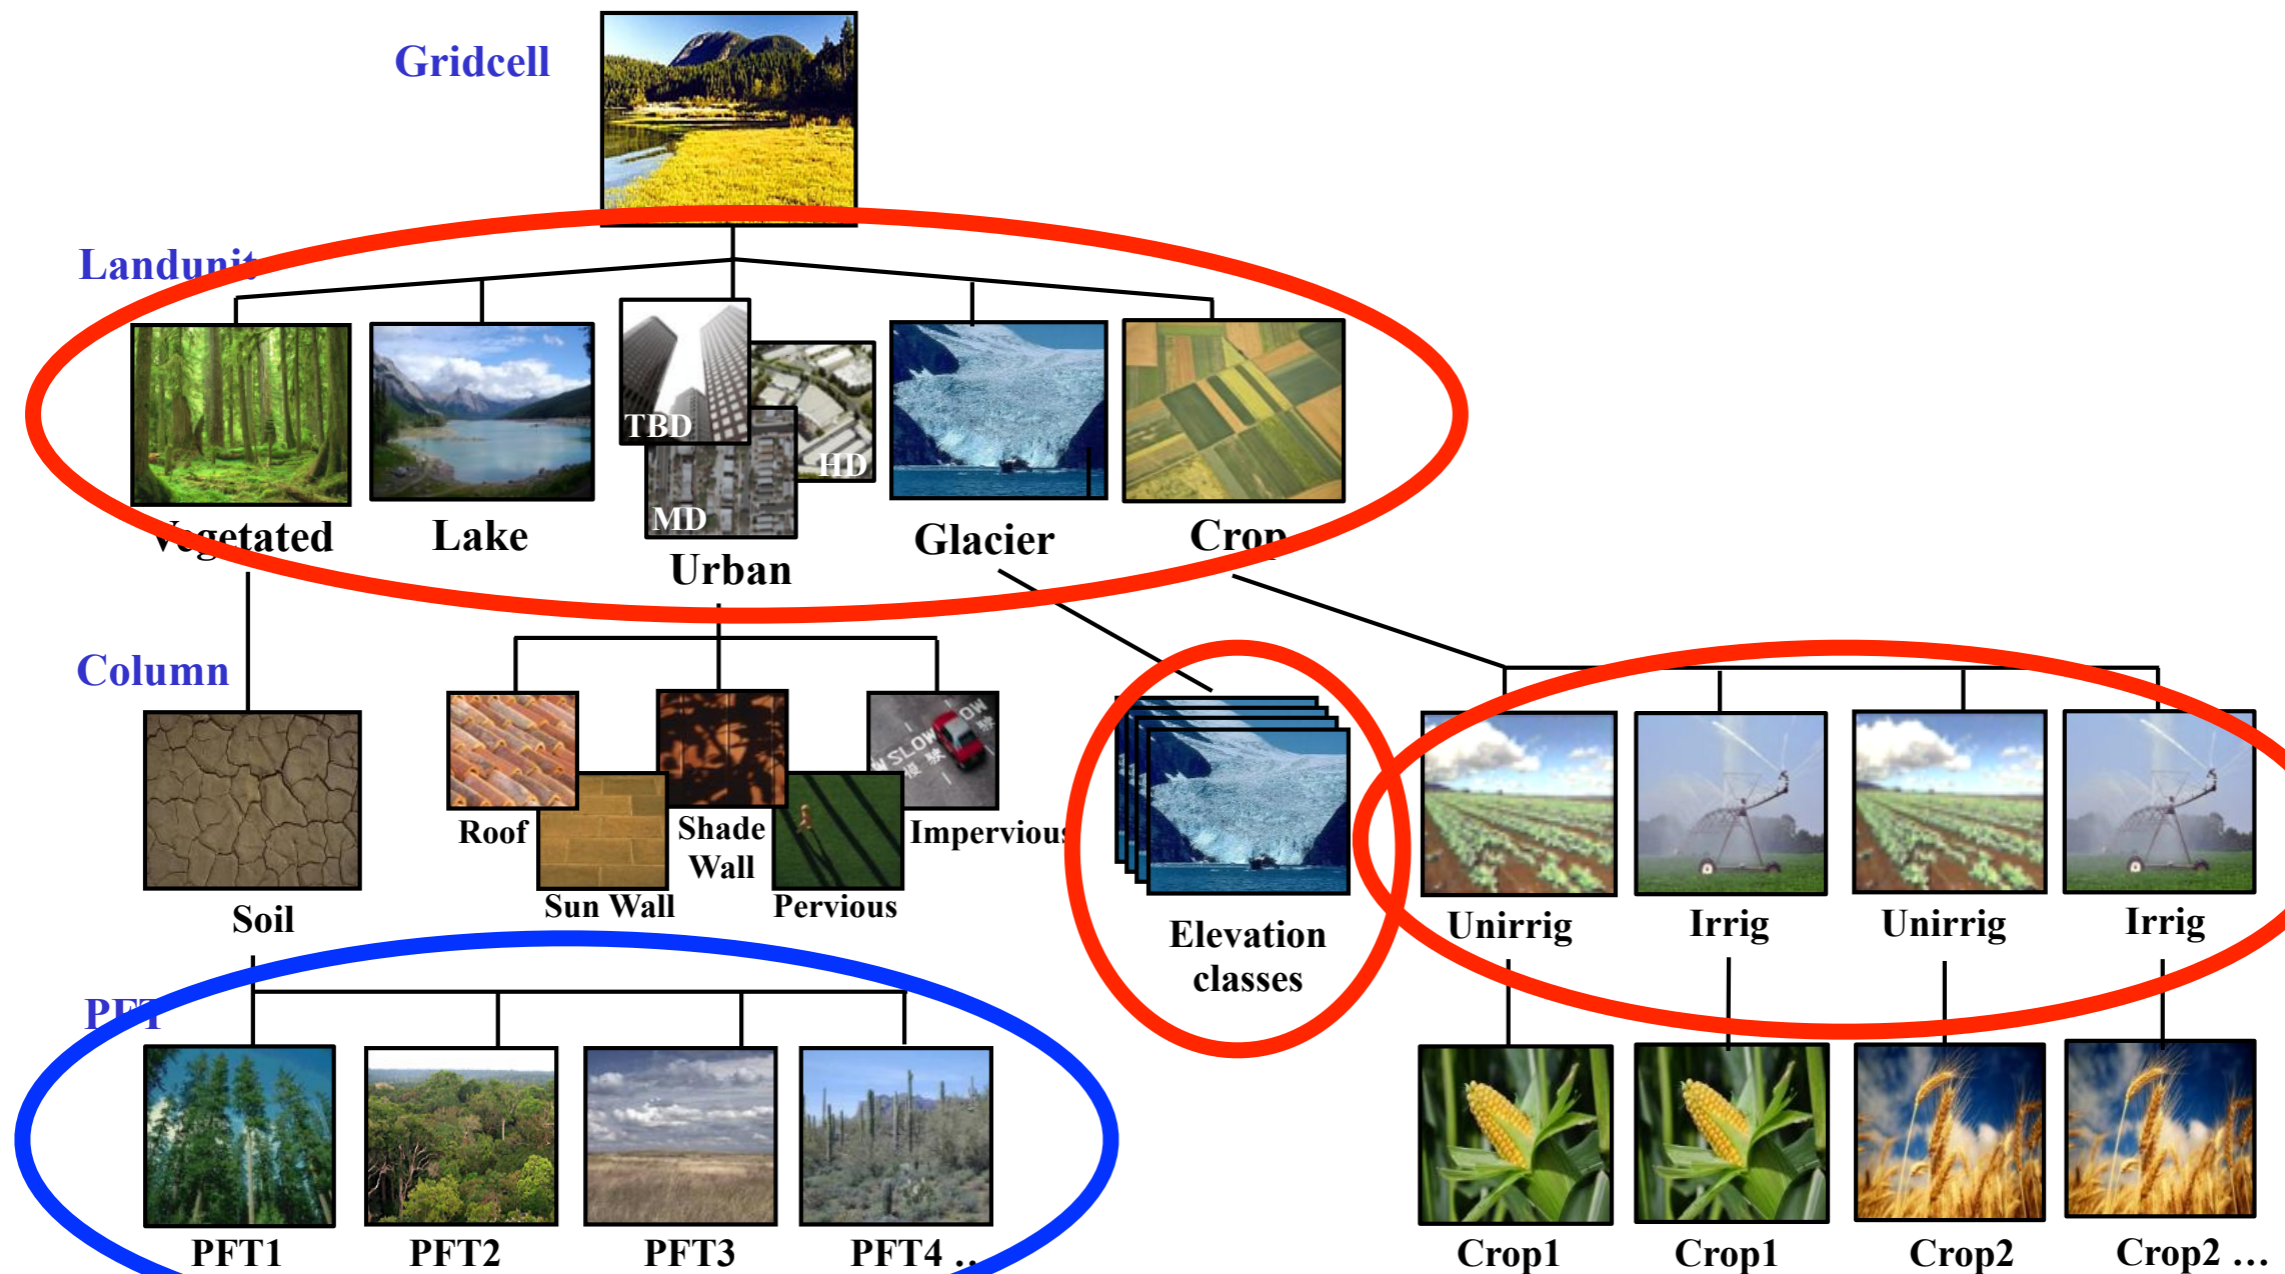 Gridcell
Landunit
TBD
HD
MD
Vegetated
Lake
Urban
Glacier
Crop
Column
SLOW
SLOW
Roof
Sun Wall
Shade
Wall
Pervious
Impervious
Soil
Elevation
classes
Unirrig
Irrig
Unirrig
Irrig
PFT
PFT1
PFT2
PFT3
PFT4 ...
Crop1
Crop1
Crop2
Crop2 ...